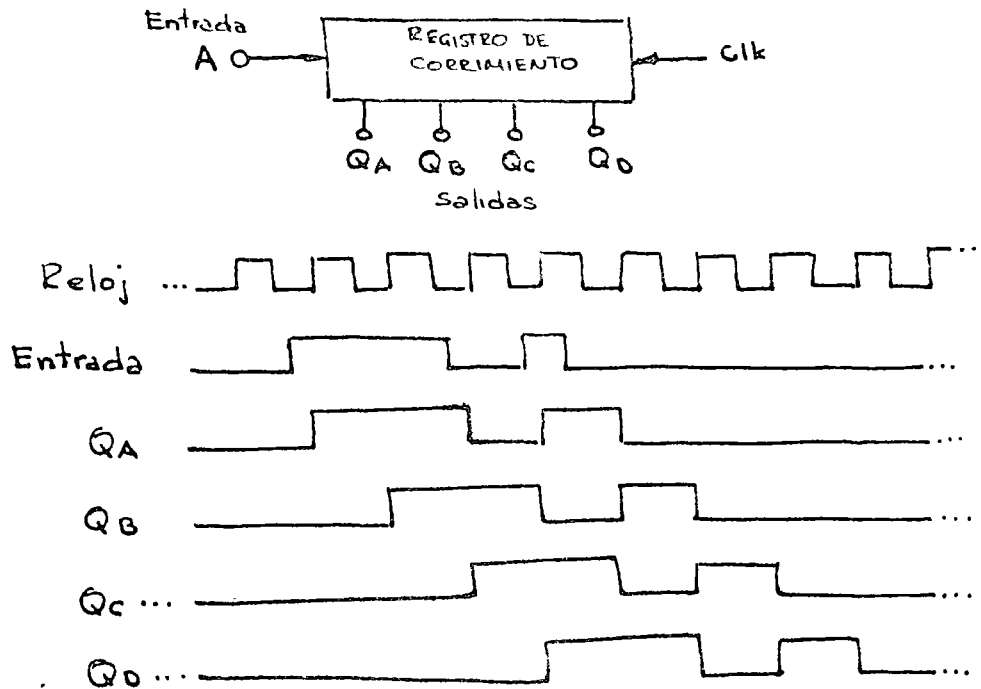 Entrada
A
REGISTRO DE
CORRIMIENTO
Clk
QA QB QC QD
Salidas
Reloj ...
...
Entrada
...
QA
...
QB
...
QC ...
...
QD ...
...